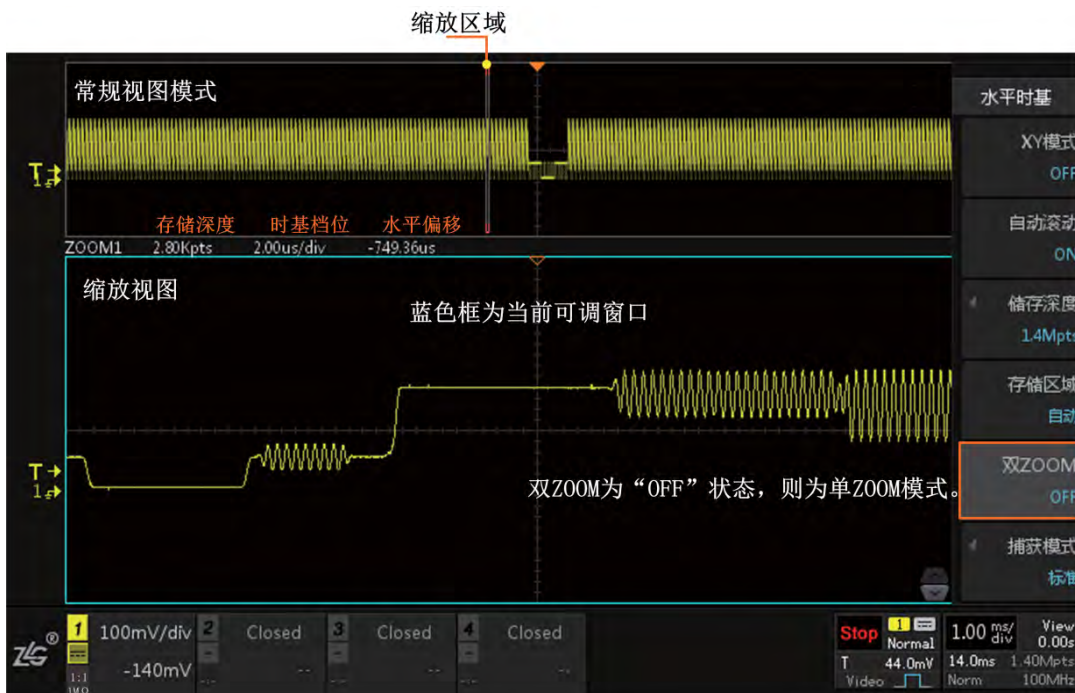 缩放区域
常规视图模式
水平时基
XY模式
OFF
T
1
自动滚动
ON
存储深度 时基档位 水平偏移
ZOOM1 2.80Kpts 2.00us/div -749.36us
缩放视图
蓝色框为当前可调窗口
储存深度
1.4Mpts
存储区域
自动
双ZOOM
OFF
T
1
双ZOOM为“OFF”状态，则为单ZOOM模式。
捕获模式
标准
ZLG®
1 100mV/div 2 Closed 3 Closed 4 Closed
-140mV -- -- --
1:1
1MΩ
Stop 1 Normal
T 44.0mV
Video
1.00 ms/div View 0.00s
14.0ms 1.40Mpts
Norm 100MHz